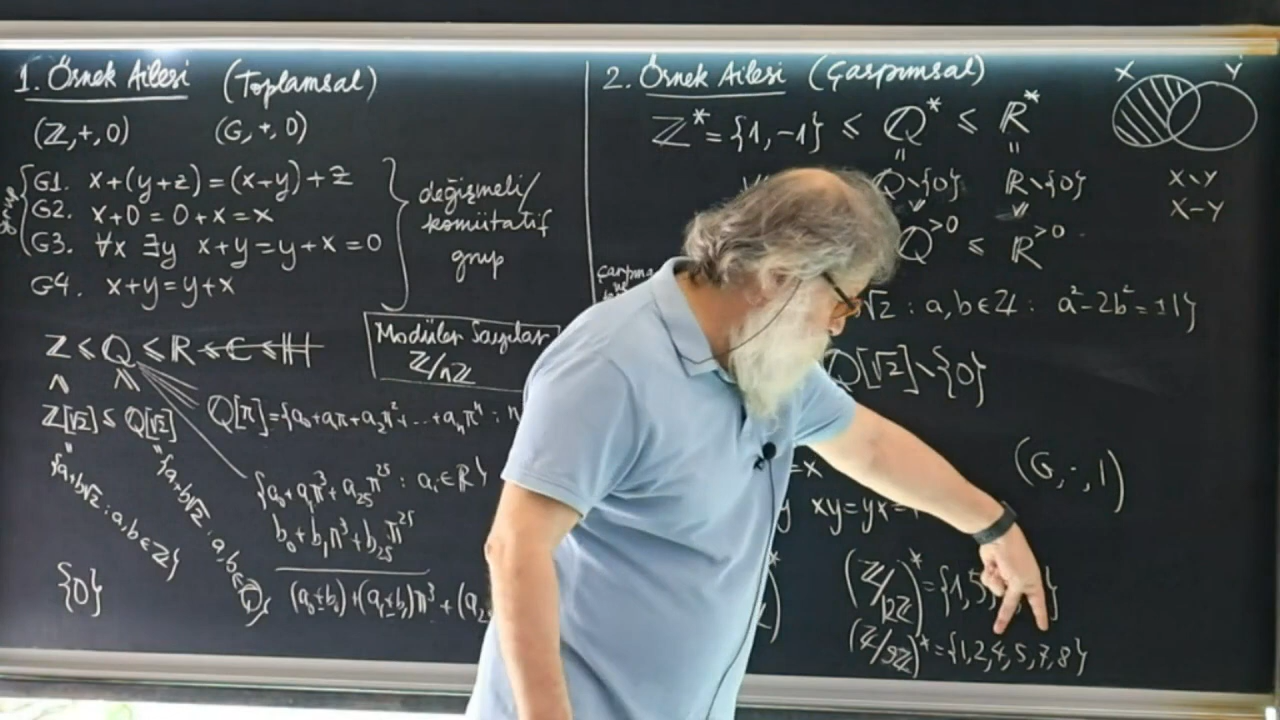 1. Örnek Ailesi (Toplamsal)
(ℤ,+,0) (G,+,0)
G1. x+(y+z)=(x+y)+z
G2. x+0=0+x=x
G3. ∀x ∃y x+y=y+x=0
G4. x+y=y+x
grup
değişmeli/
komütatif
grup
ℤ≤ℚ≤ℝ≤ℂ≤ℍ
Modüler Sayılar
ℤ/nℤ
ℤ[√2]≤ℚ[√2]
ℚ[π]={a₀+a₁π+a₂π²+...+aₙπⁿ : n
{a+b√2 : a,b∈ℤ}
{a+b√2 : a,b∈ℚ}
{a₀+a₁π³+a₂₅π²⁵ : aᵢ∈ℝ}
b₀+b₁π³+b₂₅π²⁵
{0}
(a₀±b₀)+(a₁±b₁)π³+(a₂
2. Örnek Ailesi (Çarpımsal)
ℤ*={1,-1} ≤ ℚ* ≤ ℝ*
ℚ∖{0} ℝ∖{0}
ℚ>0 ≤ ℝ>0
X Y
X∖Y
X−Y
çarpma
√2 : a,b∈ℤ : a²-2b²=±1}
ℚ[√2]∖{0}
=x
(G,·,1)
xy=yx=
(ℤ/12ℤ)*={1,5
(ℤ/9ℤ)*={1,2,4,5,7,8}